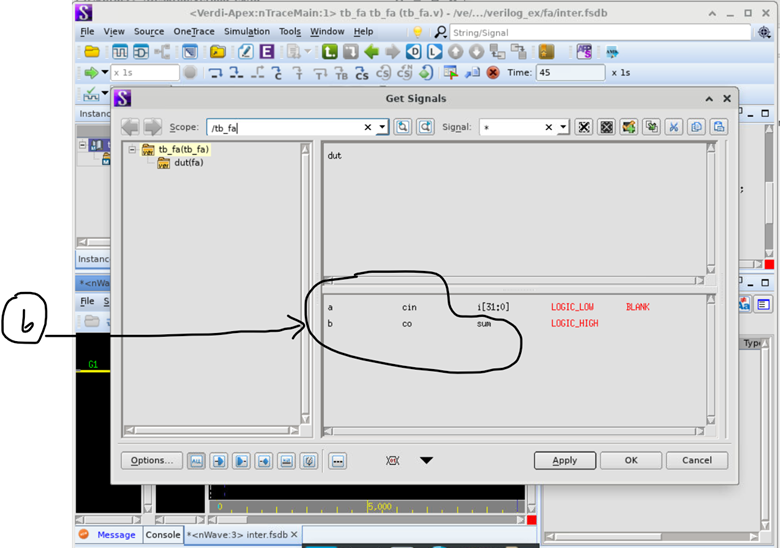 <Verdi-Apex:nTraceMain:1> tb_fa tb_fa (tb_fa.v) - /ve/.../verilog_ex/fa/inter.fsdb
File View Source OneTrace Simulation Tools Window Help
String/Signal
x 1s Time: 45 x 1s
Get Signals
Scope: /tb_fa Signal: *
tb_fa(tb_fa)
dut(fa)
dut
Instanc
*<nWa
File S
6
a cin i[31:0] LOGIC_LOW BLANK
b co sum LOGIC_HIGH
G1
Options... Apply OK Cancel
0 5,000
Message Console *<nWave:3> inter.fsdb